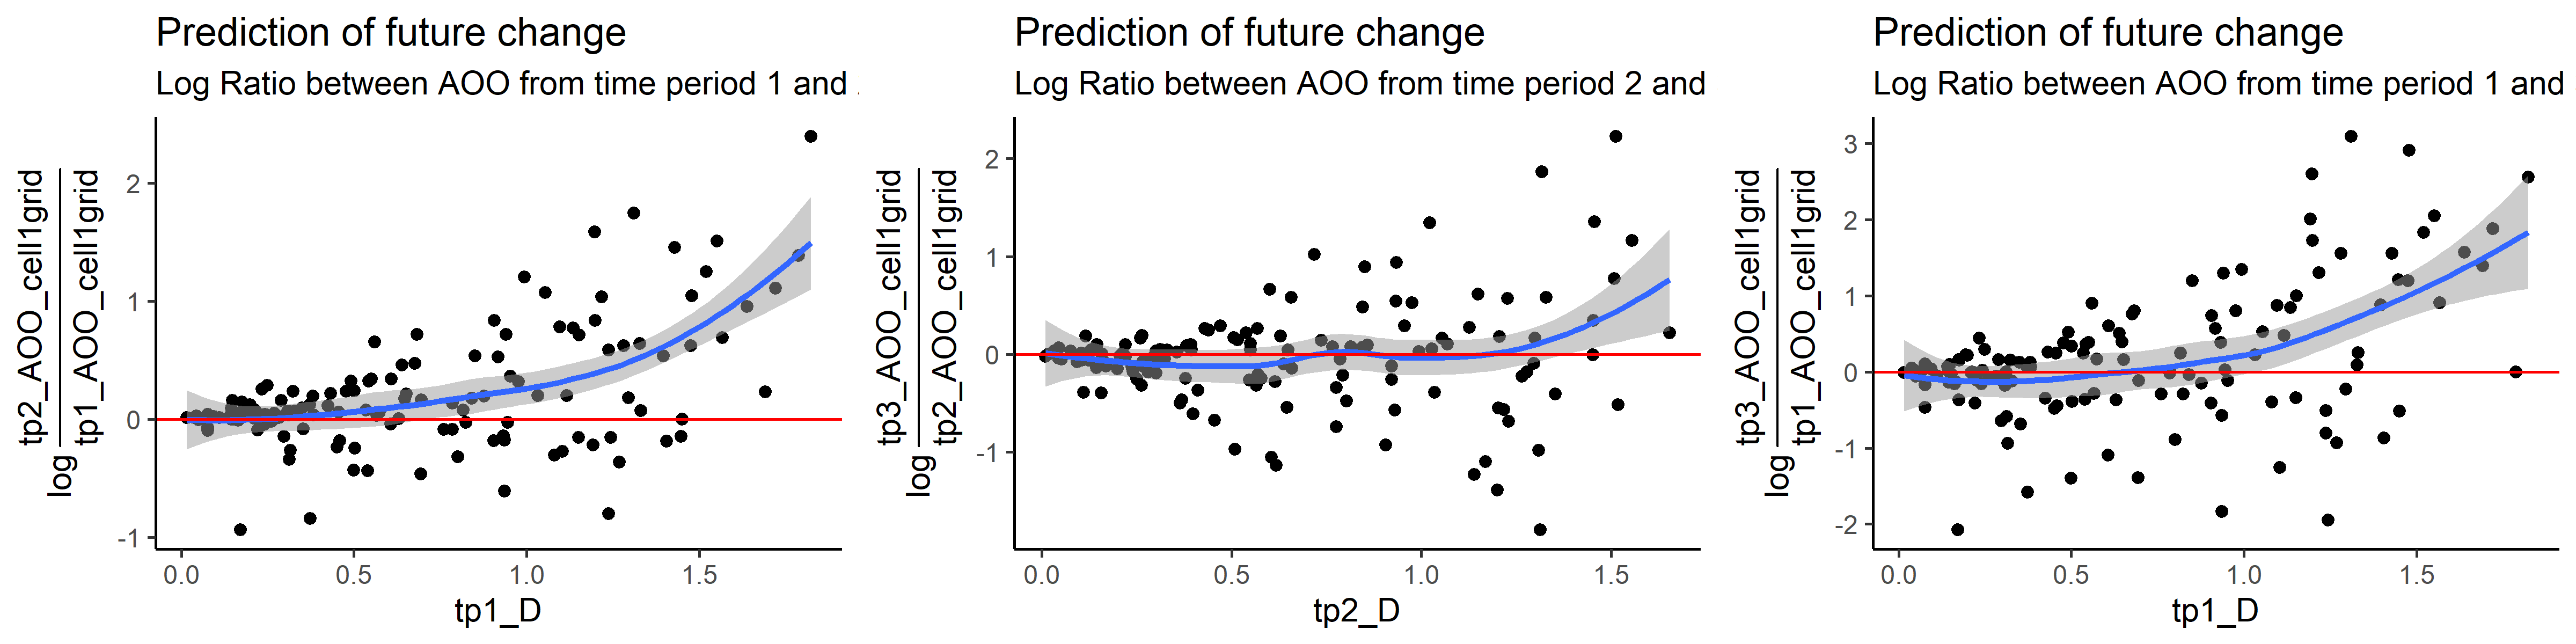 Prediction of future change
Log Ratio between AOO from time period 1 and
log tp2_AOO_cell1grid
tp1_AOO_cell1grid
2
1
0
-1
0.0
0.5
1.0
1.5
tp1_D
Prediction of future change
Log Ratio between AOO from time period 2 and
log tp3_AOO_cell1grid
tp2_AOO_cell1grid
2
1
0
-1
0.0
0.5
1.0
1.5
tp2_D
Prediction of future change
Log Ratio between AOO from time period 1 and
log tp3_AOO_cell1grid
tp1_AOO_cell1grid
3
2
1
0
-1
-2
0.0
0.5
1.0
1.5
tp1_D